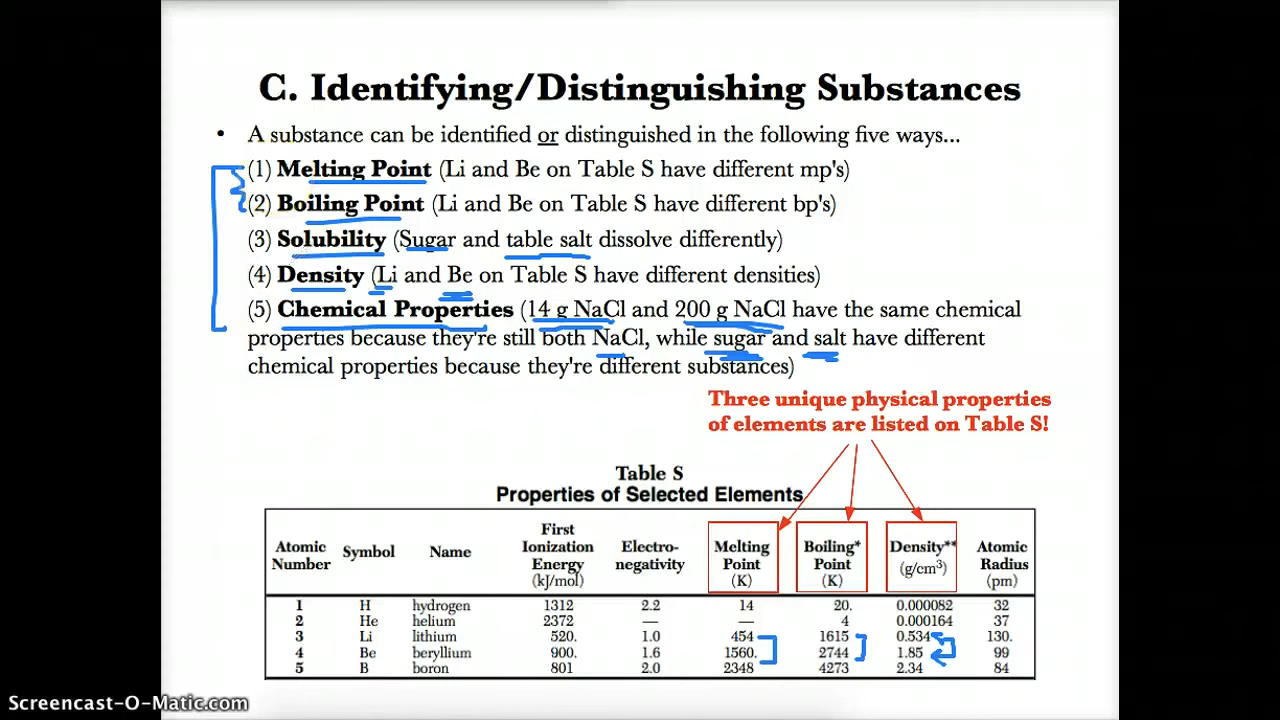 C. Identifying/Distinguishing Substances
• A substance can be identified or distinguished in the following five ways...
(1) Melting Point (Li and Be on Table S have different mp's)
(2) Boiling Point (Li and Be on Table S have different bp's)
(3) Solubility (Sugar and table salt dissolve differently)
(4) Density (Li and Be on Table S have different densities)
(5) Chemical Properties (14 g NaCl and 200 g NaCl have the same chemical
properties because they're still both NaCl, while sugar and salt have different
chemical properties because they're different substances)
Three unique physical properties
of elements are listed on Table S!
Table S
Properties of Selected Elements
Atomic Number Symbol Name First Ionization Energy (kJ/mol) Electro-negativity Melting Point (K) Boiling* Point (K) Density** (g/cm³) Atomic Radius (pm)
1 H hydrogen 1312 2.2 14 20. 0.000082 32
2 He helium 2372 — — 4 0.000164 37
3 Li lithium 520. 1.0 454 1615 0.534 130.
4 Be beryllium 900. 1.6 1560. 2744 1.85 99
5 B boron 801 2.0 2348 4273 2.34 84
Screencast-O-Matic.com